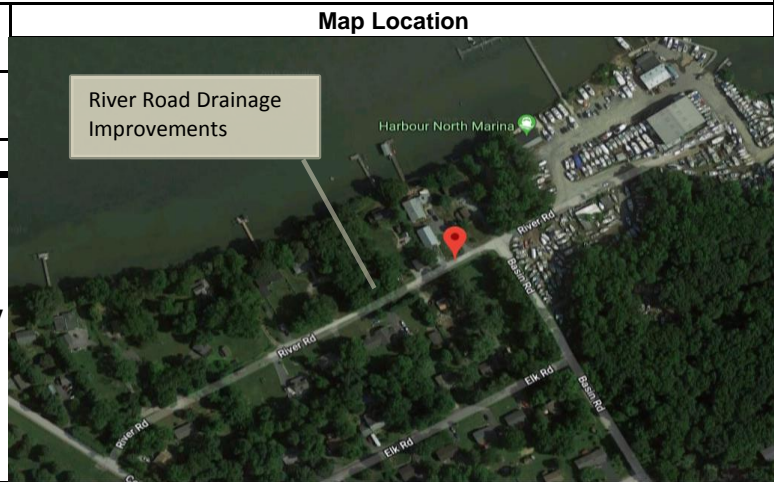 Map Location
River Road Drainage
Improvements
Harbour North Marina
River Rd
Basin Rd
River Rd
Elk Rd
Basin Rd
River Rd
Elk Rd